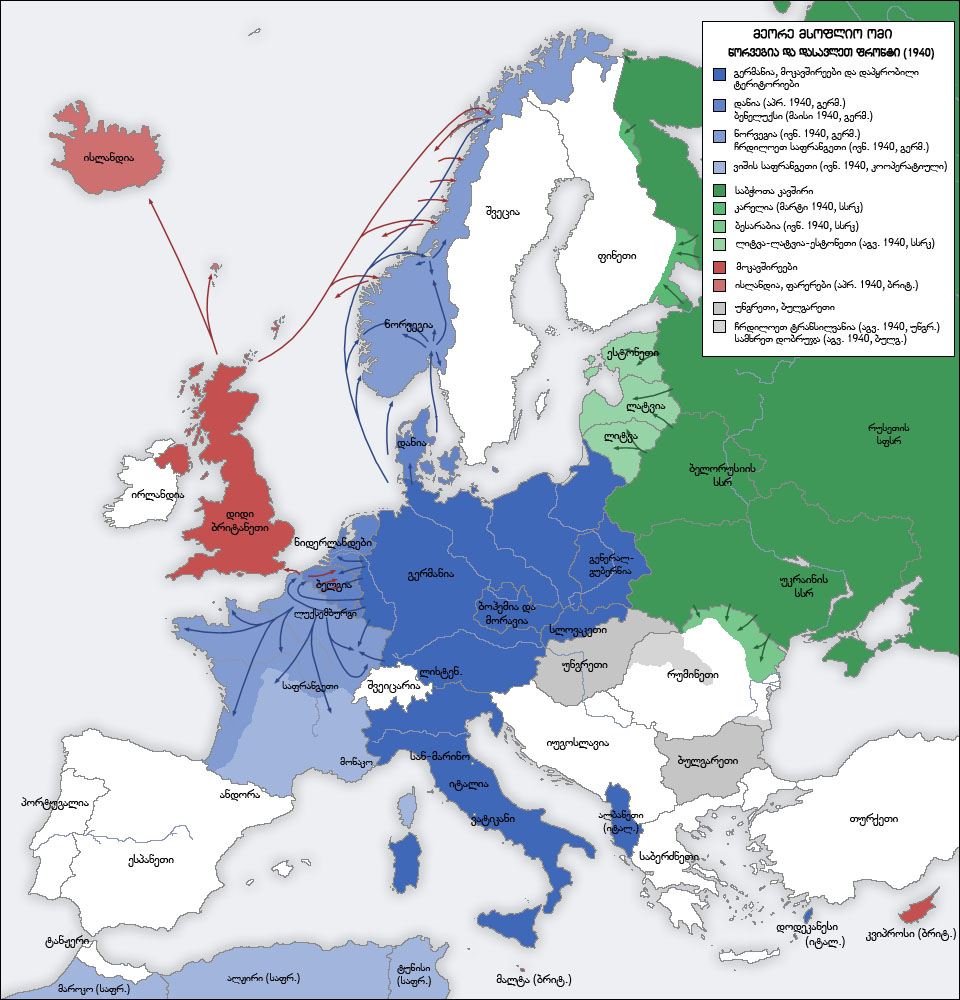 მეორე მსოფლიო ომი
ნორვეგია და დასავლეთ ფრონტი (1940)
გერმანია, მოკავშირეები და დაპყრობილი
ტერიტორიები
დანია (აპრ. 1940, გერმ.)
ბენელუქსი (მაისი 1940, გერმ.)
ნორვეგია (ივნ. 1940, გერმ.)
ჩრდილოეთ საფრანგეთი (ივნ. 1940, გერმ.)
ვიშის საფრანგეთი (ივნ. 1940, კოოპერატიული)
საბჭოთა კავშირი
კარელია (მარტი 1940, სსრკ)
ბესარაბია (ივნ. 1940, სსრკ)
ლიტვა-ლატვია-ესტონეთი (აგვ. 1940, სსრკ)
მოკავშირეები
ისლანდია, ფარერები (აპრ. 1940, ბრიტ.)
უნგრეთი, ბულგარეთი
ჩრდილოეთ ტრანსილვანია (აგვ. 1940, უნგრ.)
სამხრეთ დობრუჯა (აგვ. 1940, ბულგ.)
ისლანდია
შვეცია
ფინეთი
ნორვეგია
ესტონეთი
ლატვია
ლიტვა
რუსეთის
სფსრ
დანია
ბელორუსიის
სსრ
ირლანდია
დიდი
ბრიტანეთი
ნიდერლანდები
გერმანია
გენერალ-
გუბერნია
ბელგია
უკრაინის
სსრ
ლუქსემბურგი
ბოჰემია და
მორავია
სლოვაკეთი
ლიხტენ.
უნგრეთი
საფრანგეთი
შვეიცარია
რუმინეთი
იუგოსლავია
სან-მარინო
მონაკო
ბულგარეთი
იტალია
ანდორა
პორტუგალია
ვატიკანი
ალბანეთი
(იტალ.)
თურქეთი
ესპანეთი
საბერძნეთი
დოდეკანესი
(იტალ.)
კვიპროსი (ბრიტ.)
ტანჟერი
მაროკო (საფრ.)
ალჟირი (საფრ.)
ტუნისი
(საფრ.)
მალტა (ბრიტ.)